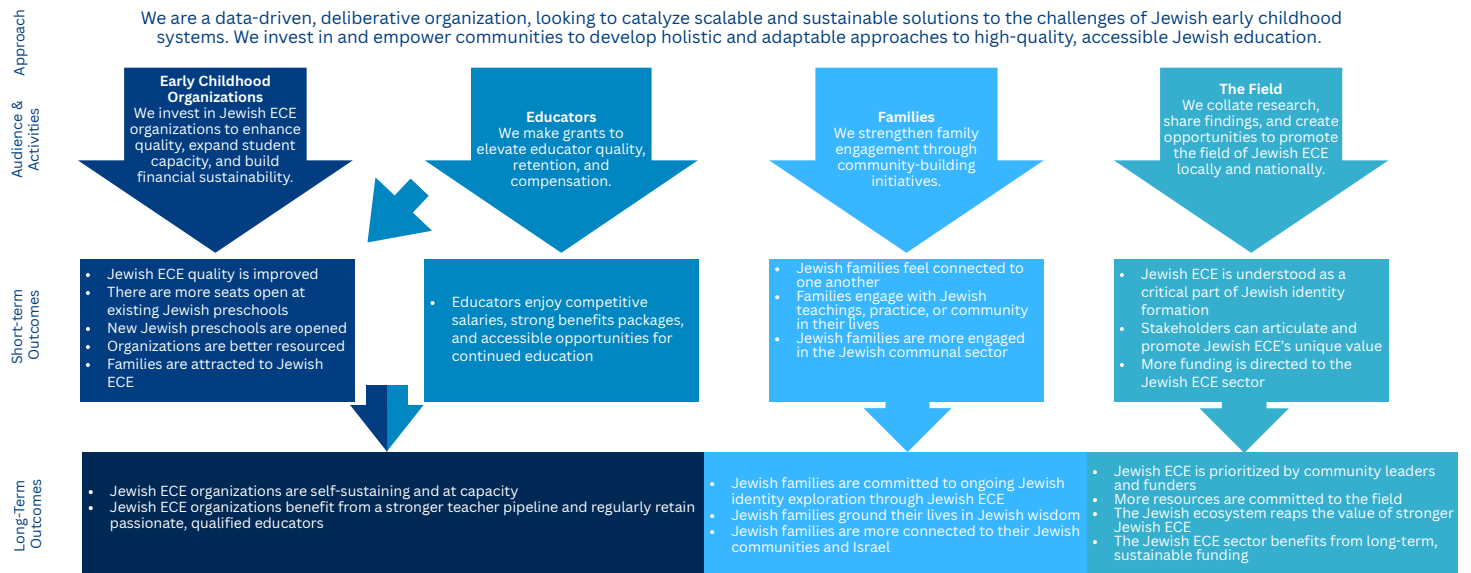 Approach
We are a data-driven, deliberative organization, looking to catalyze scalable and sustainable solutions to the challenges of Jewish early childhood
systems. We invest in and empower communities to develop holistic and adaptable approaches to high-quality, accessible Jewish education.
Audience &
Activities
Early Childhood
Organizations
We invest in Jewish ECE
organizations to enhance
quality, expand student
capacity, and build
financial sustainability.
Educators
We make grants to
elevate educator quality,
retention, and
compensation.
Families
We strengthen family
engagement through
community-building
initiatives.
The Field
We collate research,
share findings, and create
opportunities to promote
the field of Jewish ECE
locally and nationally.
Short-term
Outcomes
• Jewish ECE quality is improved
• There are more seats open at
existing Jewish preschools
• New Jewish preschools are opened
• Organizations are better resourced
• Families are attracted to Jewish
ECE
• Educators enjoy competitive
salaries, strong benefits packages,
and accessible opportunities for
continued education
• Jewish families feel connected to
one another
• Families engage with Jewish
teachings, practice, or community
in their lives
• Jewish families are more engaged
in the Jewish communal sector
• Jewish ECE is understood as a
critical part of Jewish identity
formation
• Stakeholders can articulate and
promote Jewish ECE's unique value
• More funding is directed to the
Jewish ECE sector
Long-Term
Outcomes
• Jewish ECE organizations are self-sustaining and at capacity
• Jewish ECE organizations benefit from a stronger teacher pipeline and regularly retain
passionate, qualified educators
• Jewish families are committed to ongoing Jewish
identity exploration through Jewish ECE
• Jewish families ground their lives in Jewish wisdom
• Jewish families are more connected to their Jewish
communities and Israel
• Jewish ECE is prioritized by community leaders
and funders
• More resources are committed to the field
• The Jewish ecosystem reaps the value of stronger
Jewish ECE
• The Jewish ECE sector benefits from long-term,
sustainable funding